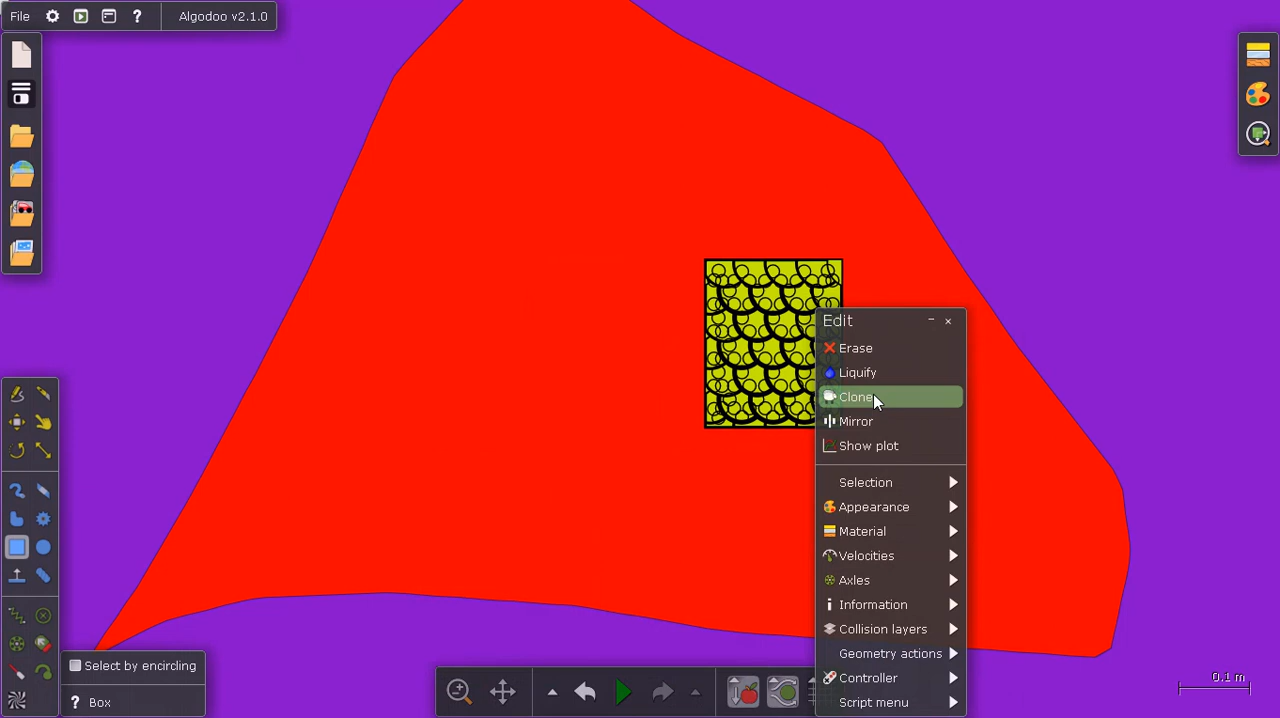 File ? Algodoo v2.1.0
Edit
Erase
Liquify
Clone
Mirror
Show plot
Selection
Appearance
Material
Velocities
Axles
Information
Collision layers
Geometry actions
Controller
Script menu
Select by encircling
? Box
0.1 m